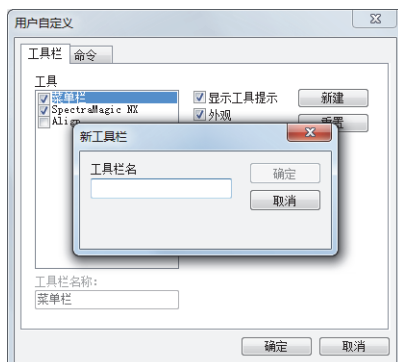 用户自定义
工具栏 命令
工具
菜单栏
SpectraMagic NX
Align
显示工具提示
外观
新建
重置
新工具栏
工具栏名
确定
取消
工具栏名称:
菜单栏
确定 取消